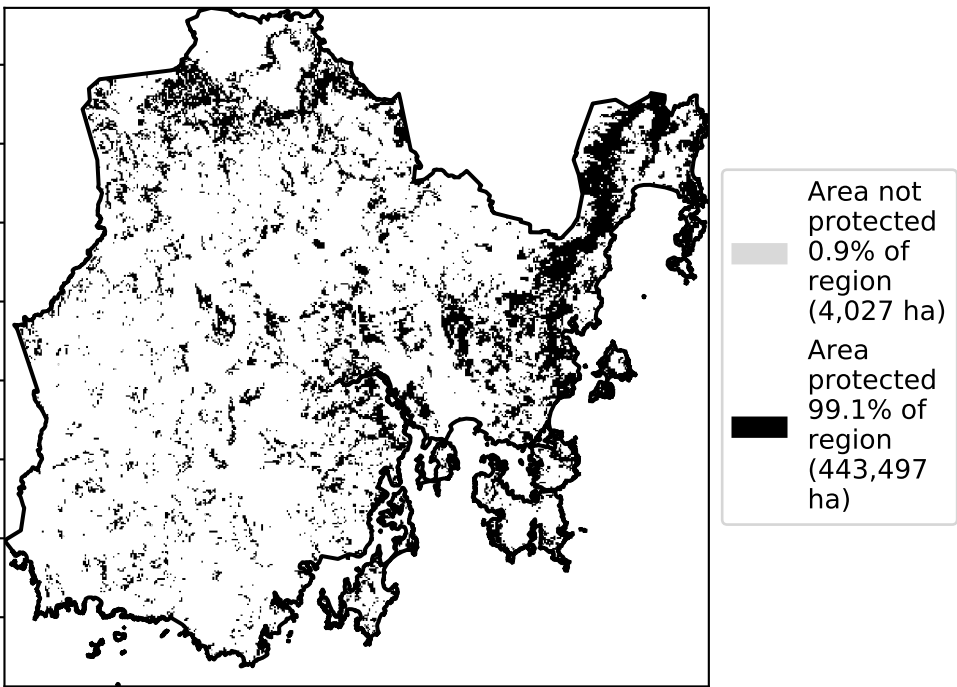 Area not
protected
0.9% of
region
(4,027 ha)
Area
protected
99.1% of
region
(443,497
ha)